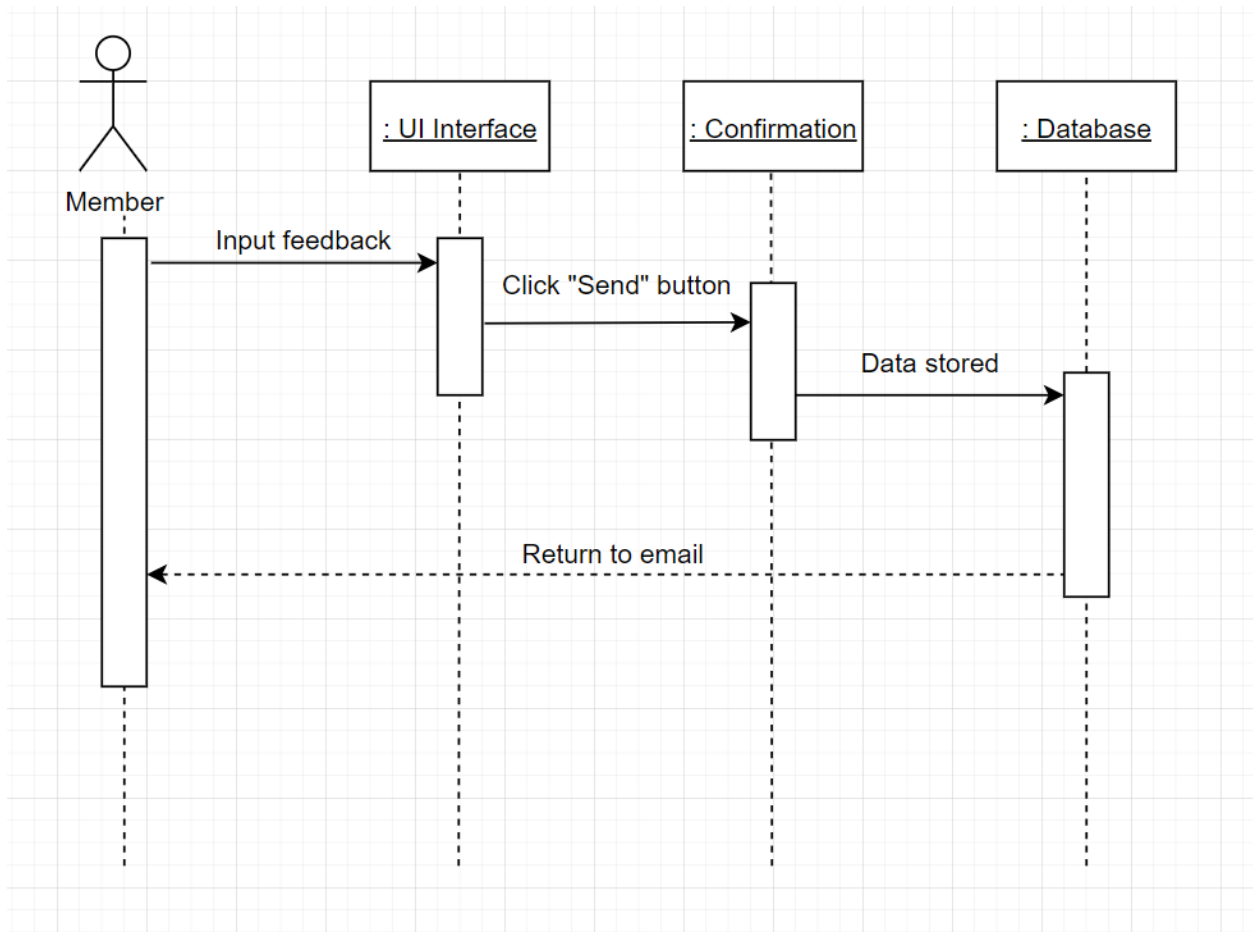 : UI Interface
: Confirmation
: Database
Member
Input feedback
Click "Send" button
Data stored
Return to email